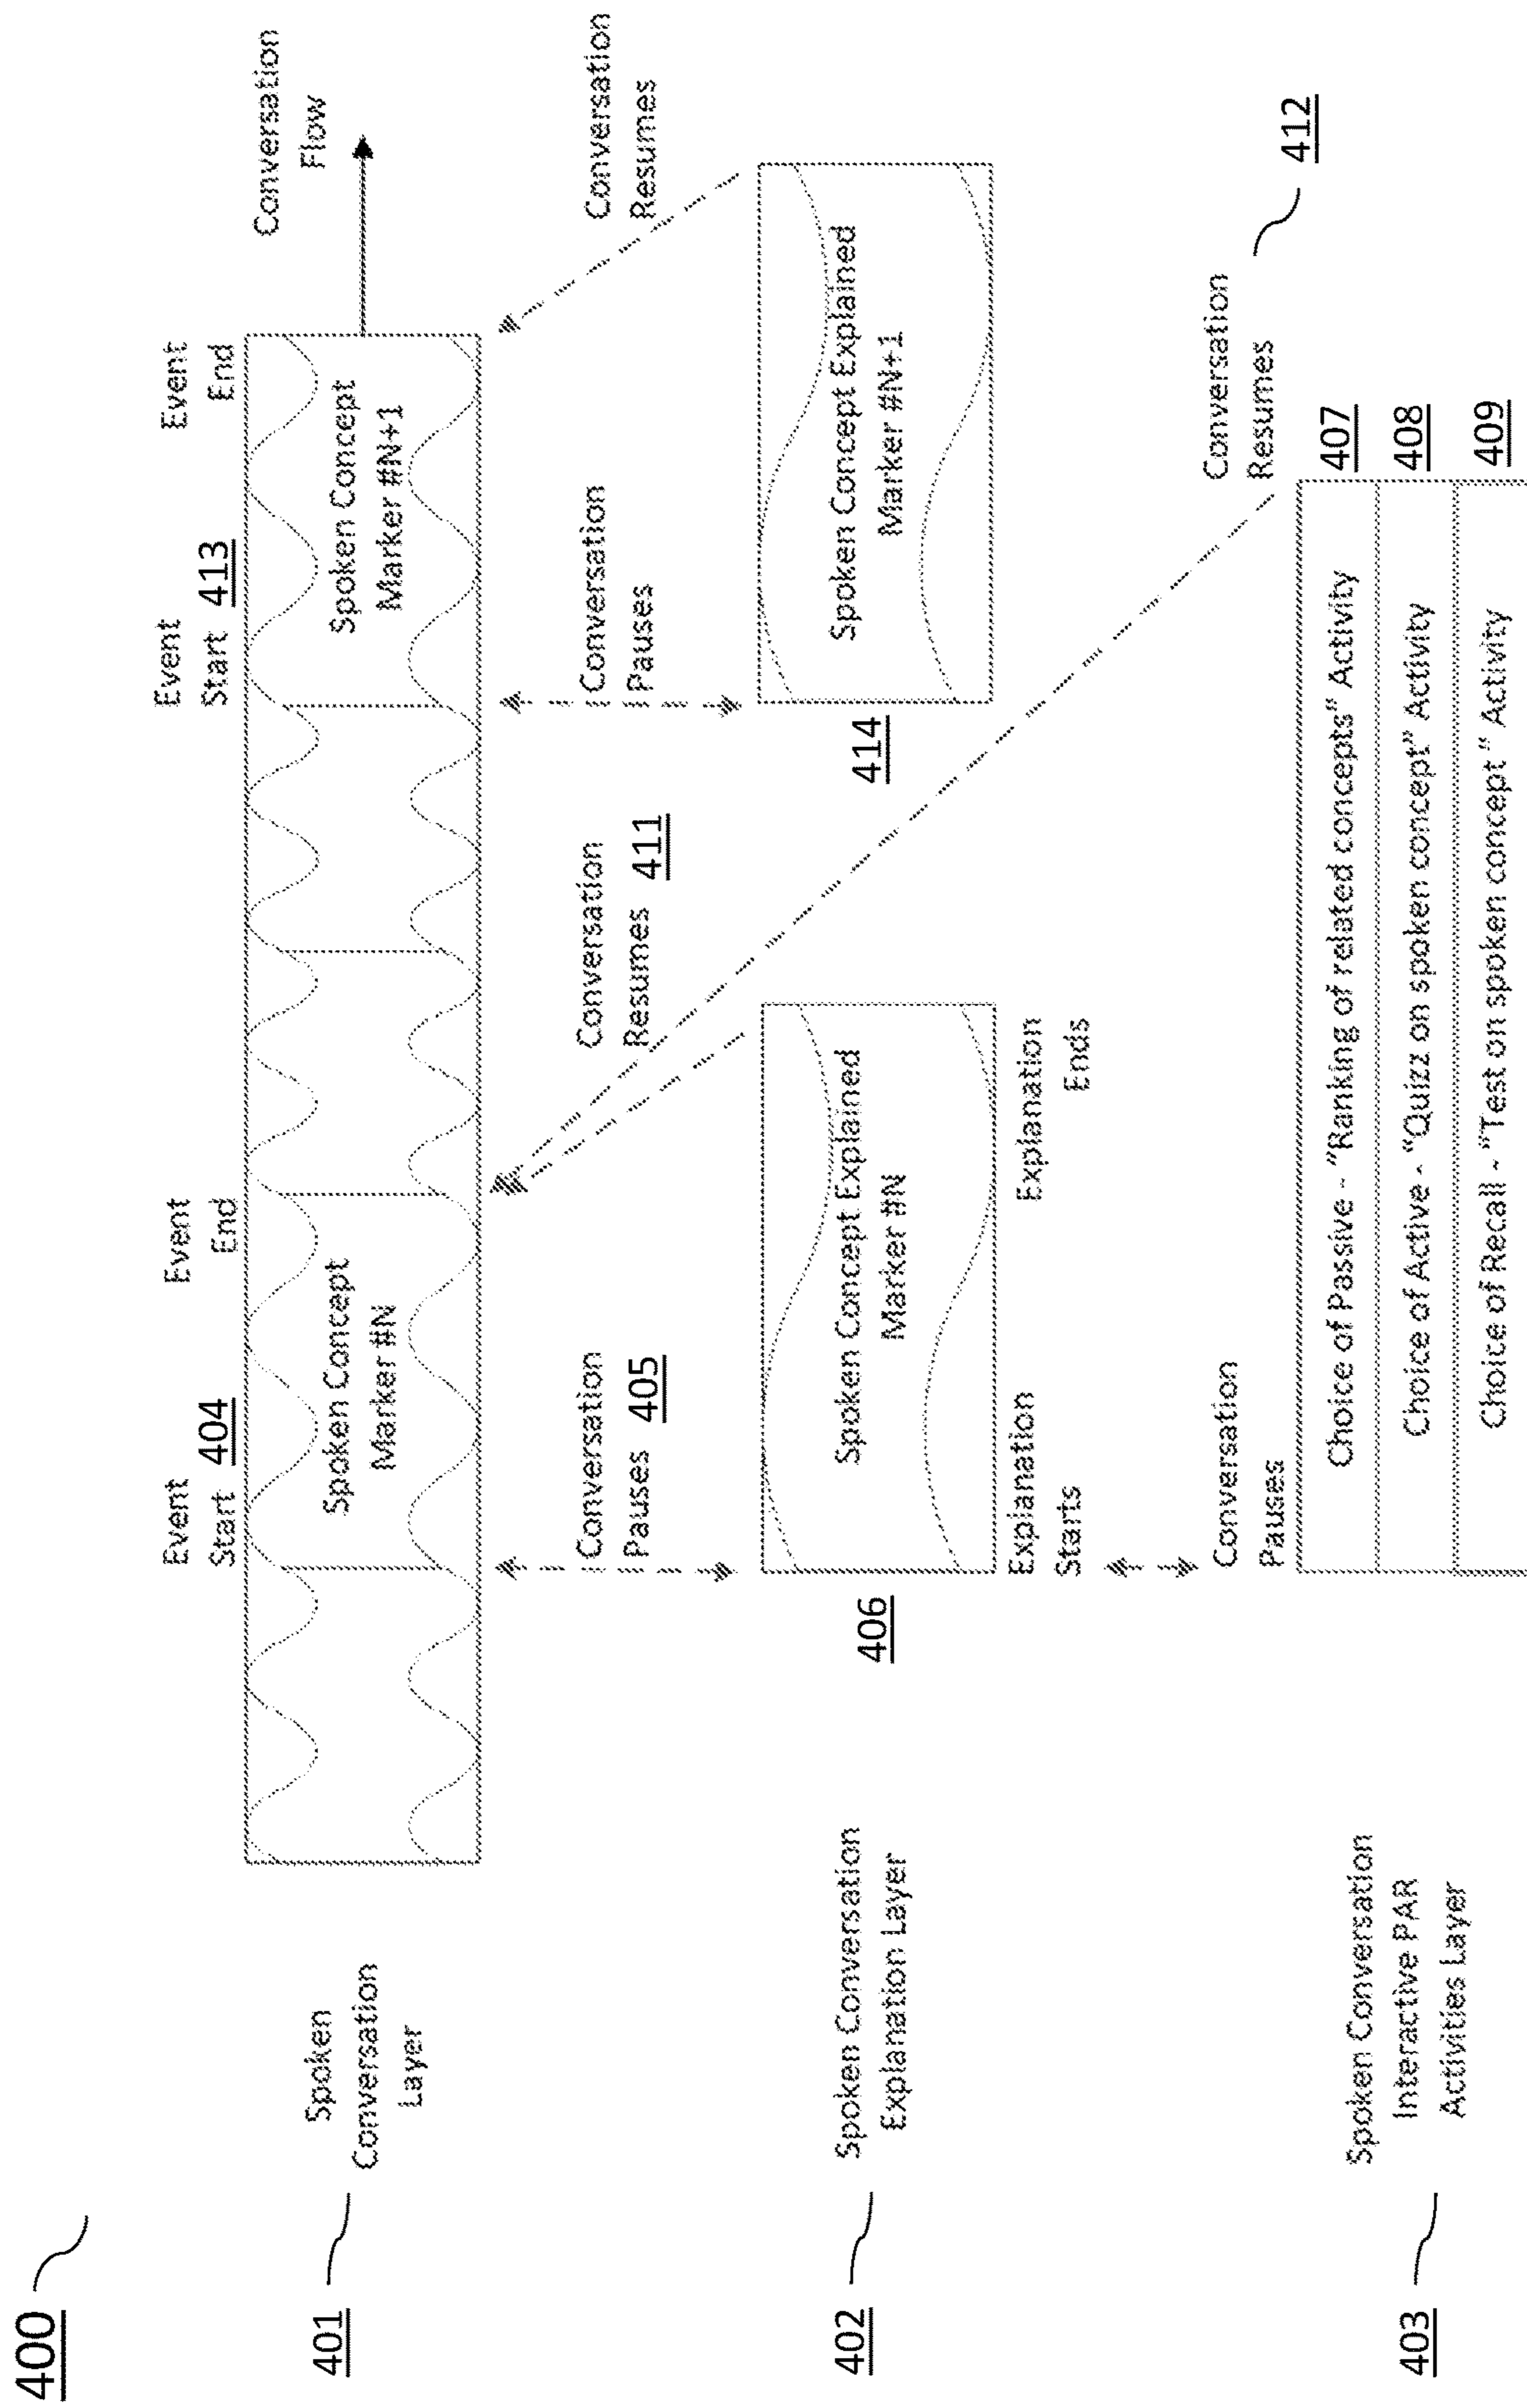 400
Conversation
Flow
Event
Start 404
Event
End
Event
Start 413
Event
End
401
Spoken
Conversation
Layer
Spoken Concept
Marker #N
Spoken Concept
Marker #N+1
Conversation
Pauses 405
Conversation
Resumes 411
Conversation
Pauses
Conversation
Resumes
402
Spoken Conversation
Explanation Layer
406
Spoken Concept Explained
Marker #N
414
Spoken Concept Explained
Marker #N+1
Explanation
Starts
Explanation
Ends
Conversation
Pauses
Conversation
Resumes
412
403
Spoken Conversation
Interactive PAR
Activities Layer
Choice of Passive - "Ranking of related concepts" Activity 407
Choice of Active - "Quizz on spoken concept" Activity 408
Choice of Recall - "Test on spoken concept " Activity 409